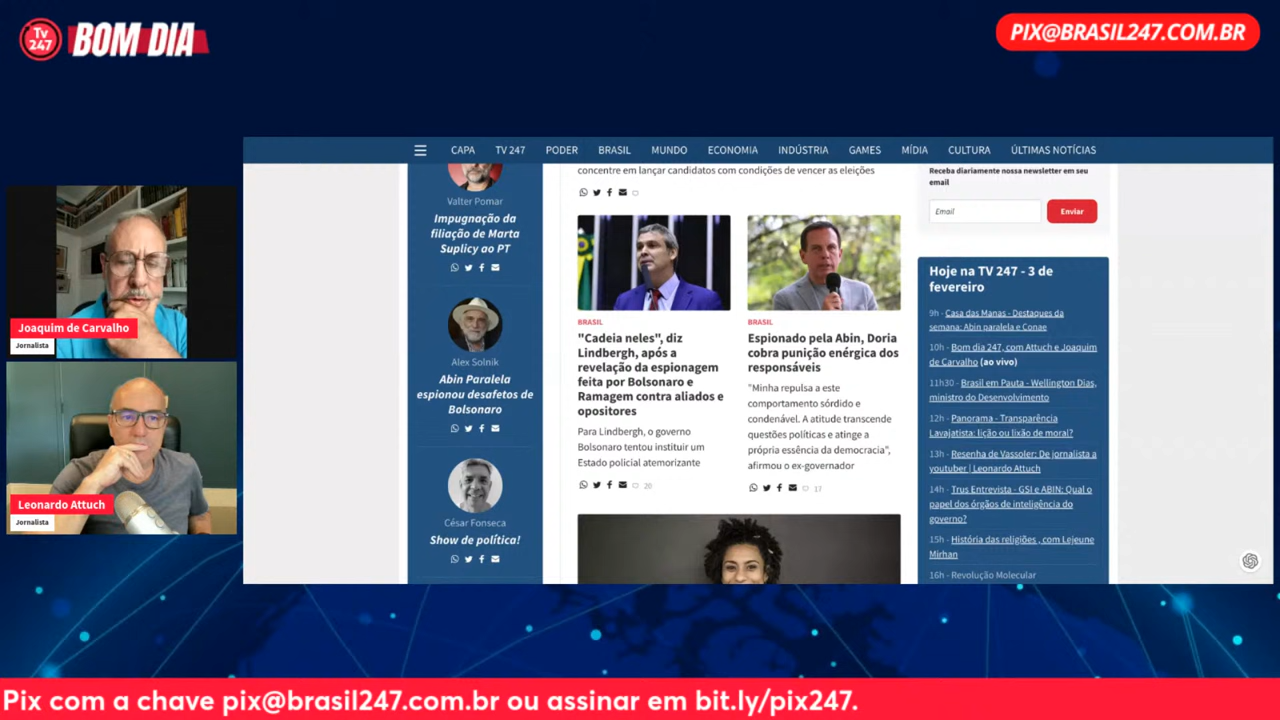 Tv
247
BOM DIA
PIX@BRASIL247.COM.BR
CAPA TV 247 PODER BRASIL MUNDO ECONOMIA INDÚSTRIA GAMES MÍDIA CULTURA ÚLTIMAS NOTÍCIAS
Joaquim de Carvalho
Jornalista
Leonardo Attuch
Jornalista
Valter Pomar
Impugnação da
filiação de Marta
Suplicy ao PT
Alex Solnik
Abin Paralela
espionou desafetos de
Bolsonaro
César Fonseca
Show de política!
concentre em lançar candidatos com condições de vencer as eleições
BRASIL
"Cadeia neles", diz
Lindbergh, após a
revelação da espionagem
feita por Bolsonaro e
Ramagem contra aliados e
opositores
Para Lindbergh, o governo
Bolsonaro tentou instituir um
Estado policial atemorizante
20
BRASIL
Espionado pela Abin, Doria
cobra punição enérgica dos
responsáveis
"Minha repulsa a este
comportamento sórdido e
condenável. A atitude transcende
questões políticas e atinge a
própria essência da democracia",
afirmou o ex-governador
17
Receba diariamente nossa newsletter em seu
email
Email
Enviar
Hoje na TV 247 - 3 de
fevereiro
9h - Casa das Manas - Destaques da
semana: Abin paralela e Conae
10h - Bom dia 247, com Attuch e Joaquim
de Carvalho (ao vivo)
11h30 - Brasil em Pauta - Wellington Dias,
ministro do Desenvolvimento
12h - Panorama - Transparência
Lavajatista: lição ou lixão de moral?
13h - Resenha de Vassoler: De jornalista a
youtuber | Leonardo Attuch
14h - Trus Entrevista - GSI e ABIN: Qual o
papel dos órgãos de inteligência do
governo?
15h - História das religiões , com Lejeune
Mirhan
16h - Revolução Molecular
Pix com a chave pix@brasil247.com.br ou assinar em bit.ly/pix247.